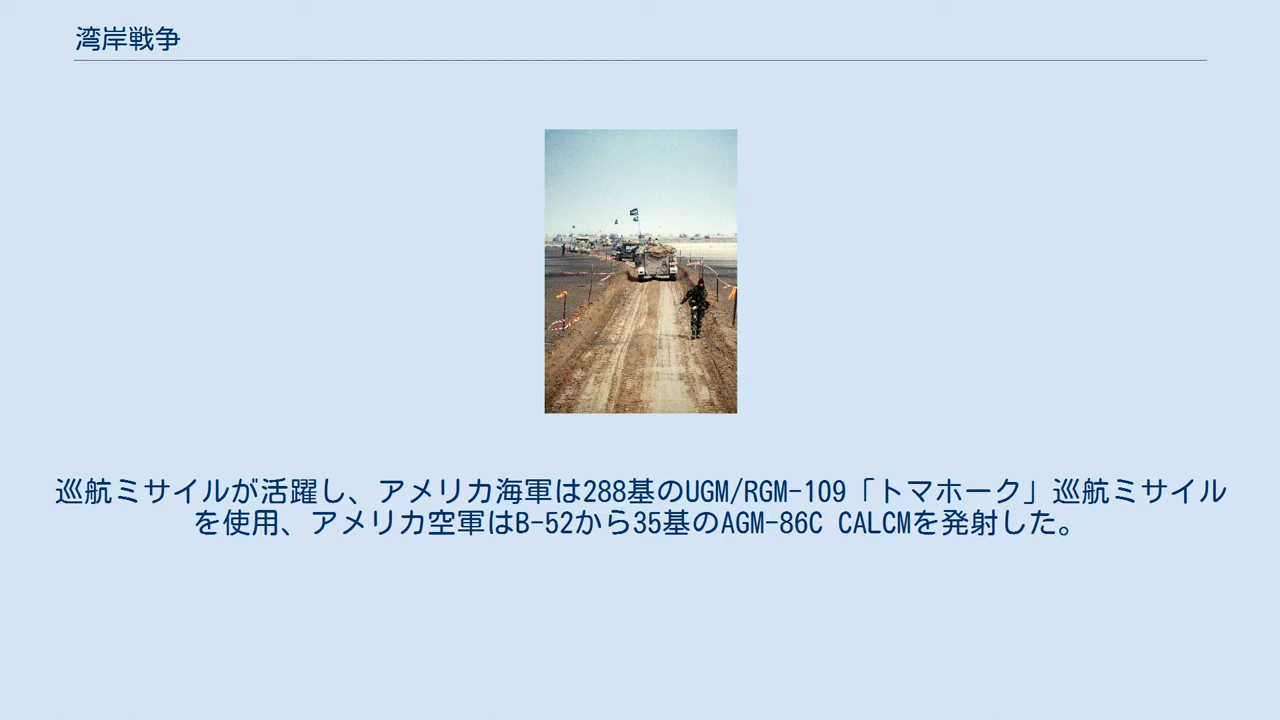 湾岸戦争
巡航ミサイルが活躍し、アメリカ海軍は288基のUGM/RGM-109「トマホーク」巡航ミサイル
を使用、アメリカ空軍はB-52から35基のAGM-86C CALCMを発射した。